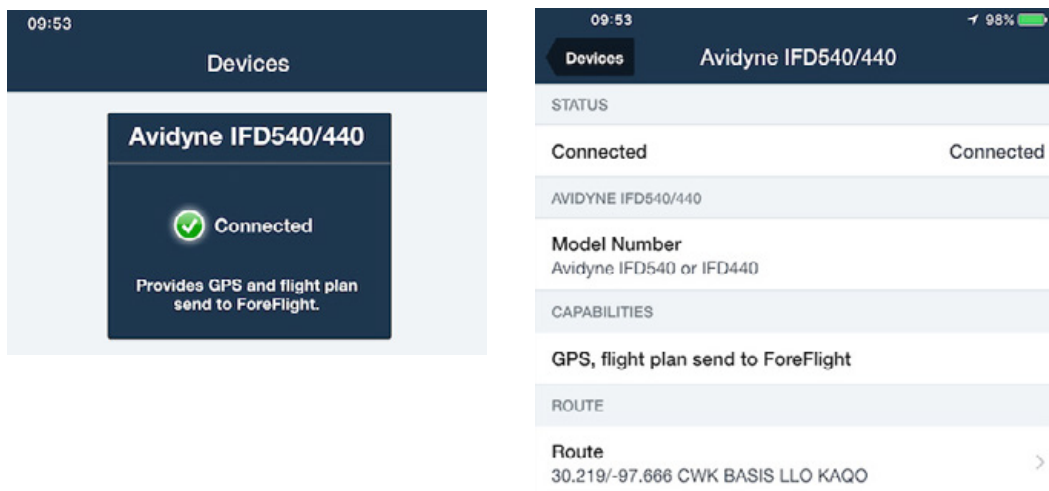 09:53
Devices
Avidyne IFD540/440
Connected
Provides GPS and flight plan
send to ForeFlight.
09:53
98%
Devices
Avidyne IFD540/440
STATUS
Connected
Connected
AVIDYNE IFD540/440
Model Number
Avidyne IFD540 or IFD440
CAPABILITIES
GPS, flight plan send to ForeFlight
ROUTE
Route
30.219/-97.666 CWK BASIS LLO KAQO